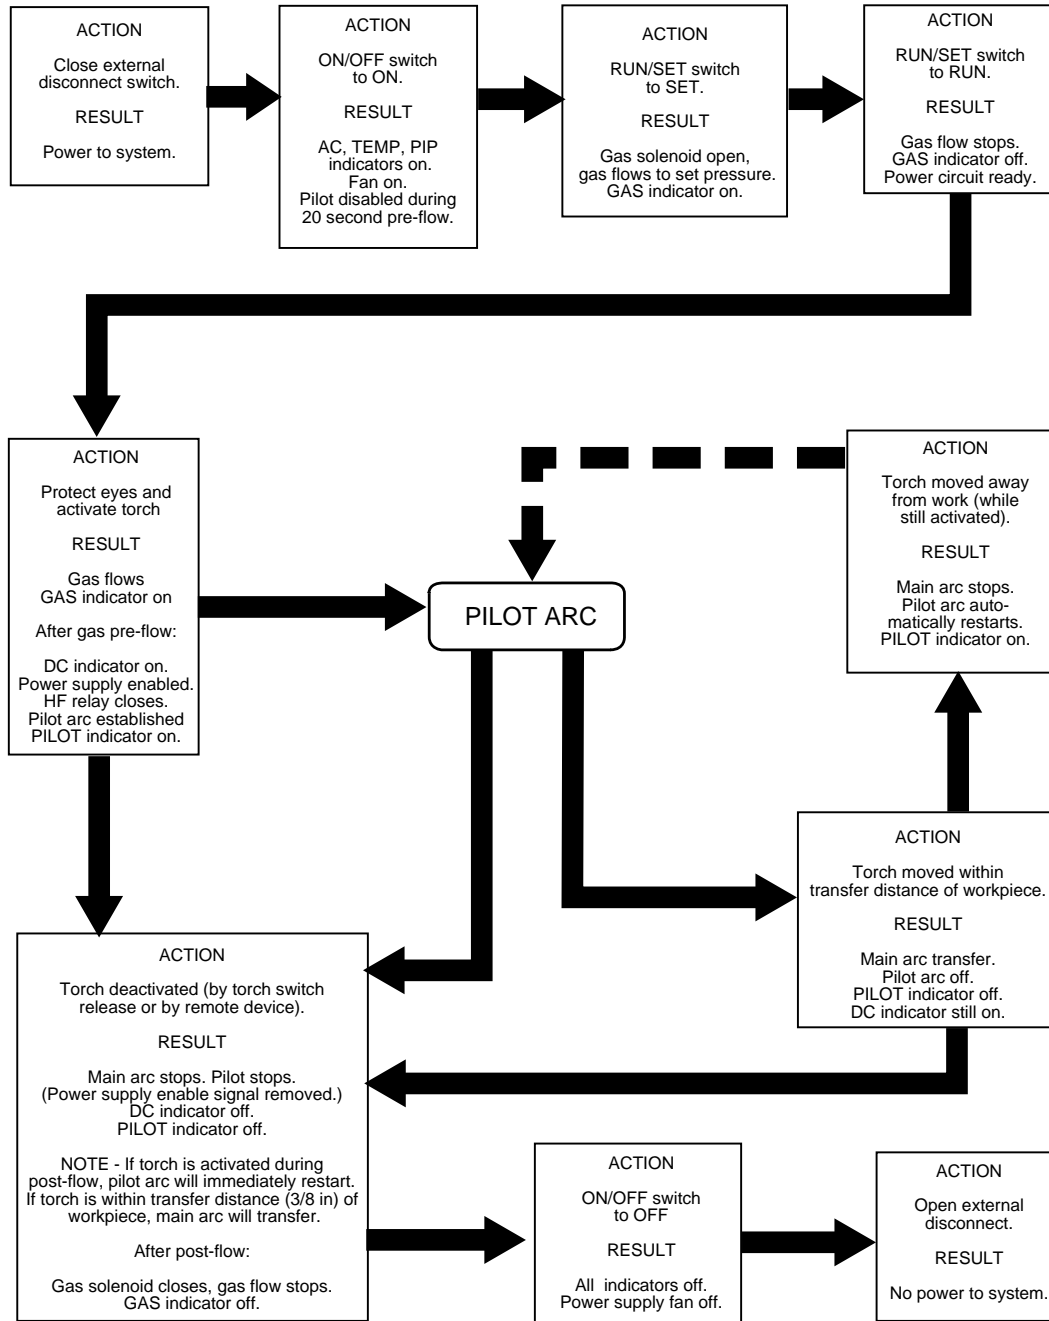 ACTION
Close external
disconnect switch.
RESULT
Power to system.
ACTION
ON/OFF switch
to ON.
RESULT
AC, TEMP, PIP
indicators on.
Fan on.
Pilot disabled during
20 second pre-flow.
ACTION
RUN/SET switch
to SET.
RESULT
Gas solenoid open,
gas flows to set pressure.
GAS indicator on.
ACTION
RUN/SET switch
to RUN.
RESULT
Gas flow stops.
GAS indicator off.
Power circuit ready.
ACTION
Protect eyes and
activate torch
RESULT
Gas flows
GAS indicator on
After gas pre-flow:
DC indicator on.
Power supply enabled.
HF relay closes.
Pilot arc established
PILOT indicator on.
PILOT ARC
ACTION
Torch moved away
from work (while
still activated).
RESULT
Main arc stops.
Pilot arc auto-
matically restarts.
PILOT indicator on.
ACTION
Torch moved within
transfer distance of workpiece.
RESULT
Main arc transfer.
Pilot arc off.
PILOT indicator off.
DC indicator still on.
ACTION
Torch deactivated (by torch switch
release or by remote device).
RESULT
Main arc stops. Pilot stops.
(Power supply enable signal removed.)
DC indicator off.
PILOT indicator off.
NOTE - If torch is activated during
post-flow, pilot arc will immediately restart.
If torch is within transfer distance (3/8 in) of
workpiece, main arc will transfer.
After post-flow:
Gas solenoid closes, gas flow stops.
GAS indicator off.
ACTION
ON/OFF switch
to OFF
RESULT
All indicators off.
Power supply fan off.
ACTION
Open external
disconnect.
RESULT
No power to system.